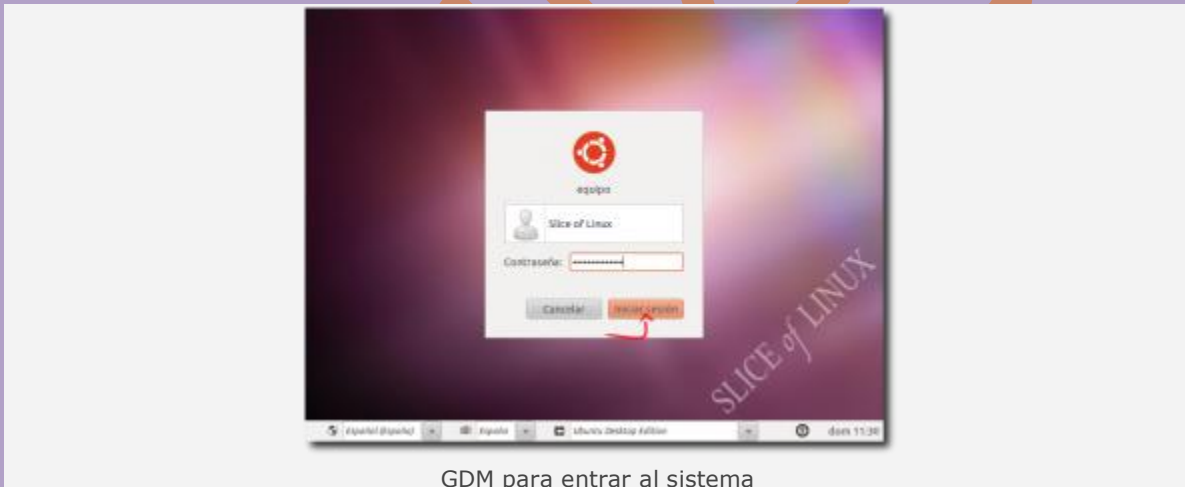 equipo
Slice of Linux
Contraseña:
Cancelar
Iniciar sesión
SLICE of LINUX
Español (España)
España
Ubuntu Desktop Edition
dom 11:30
GDM para entrar al sistema